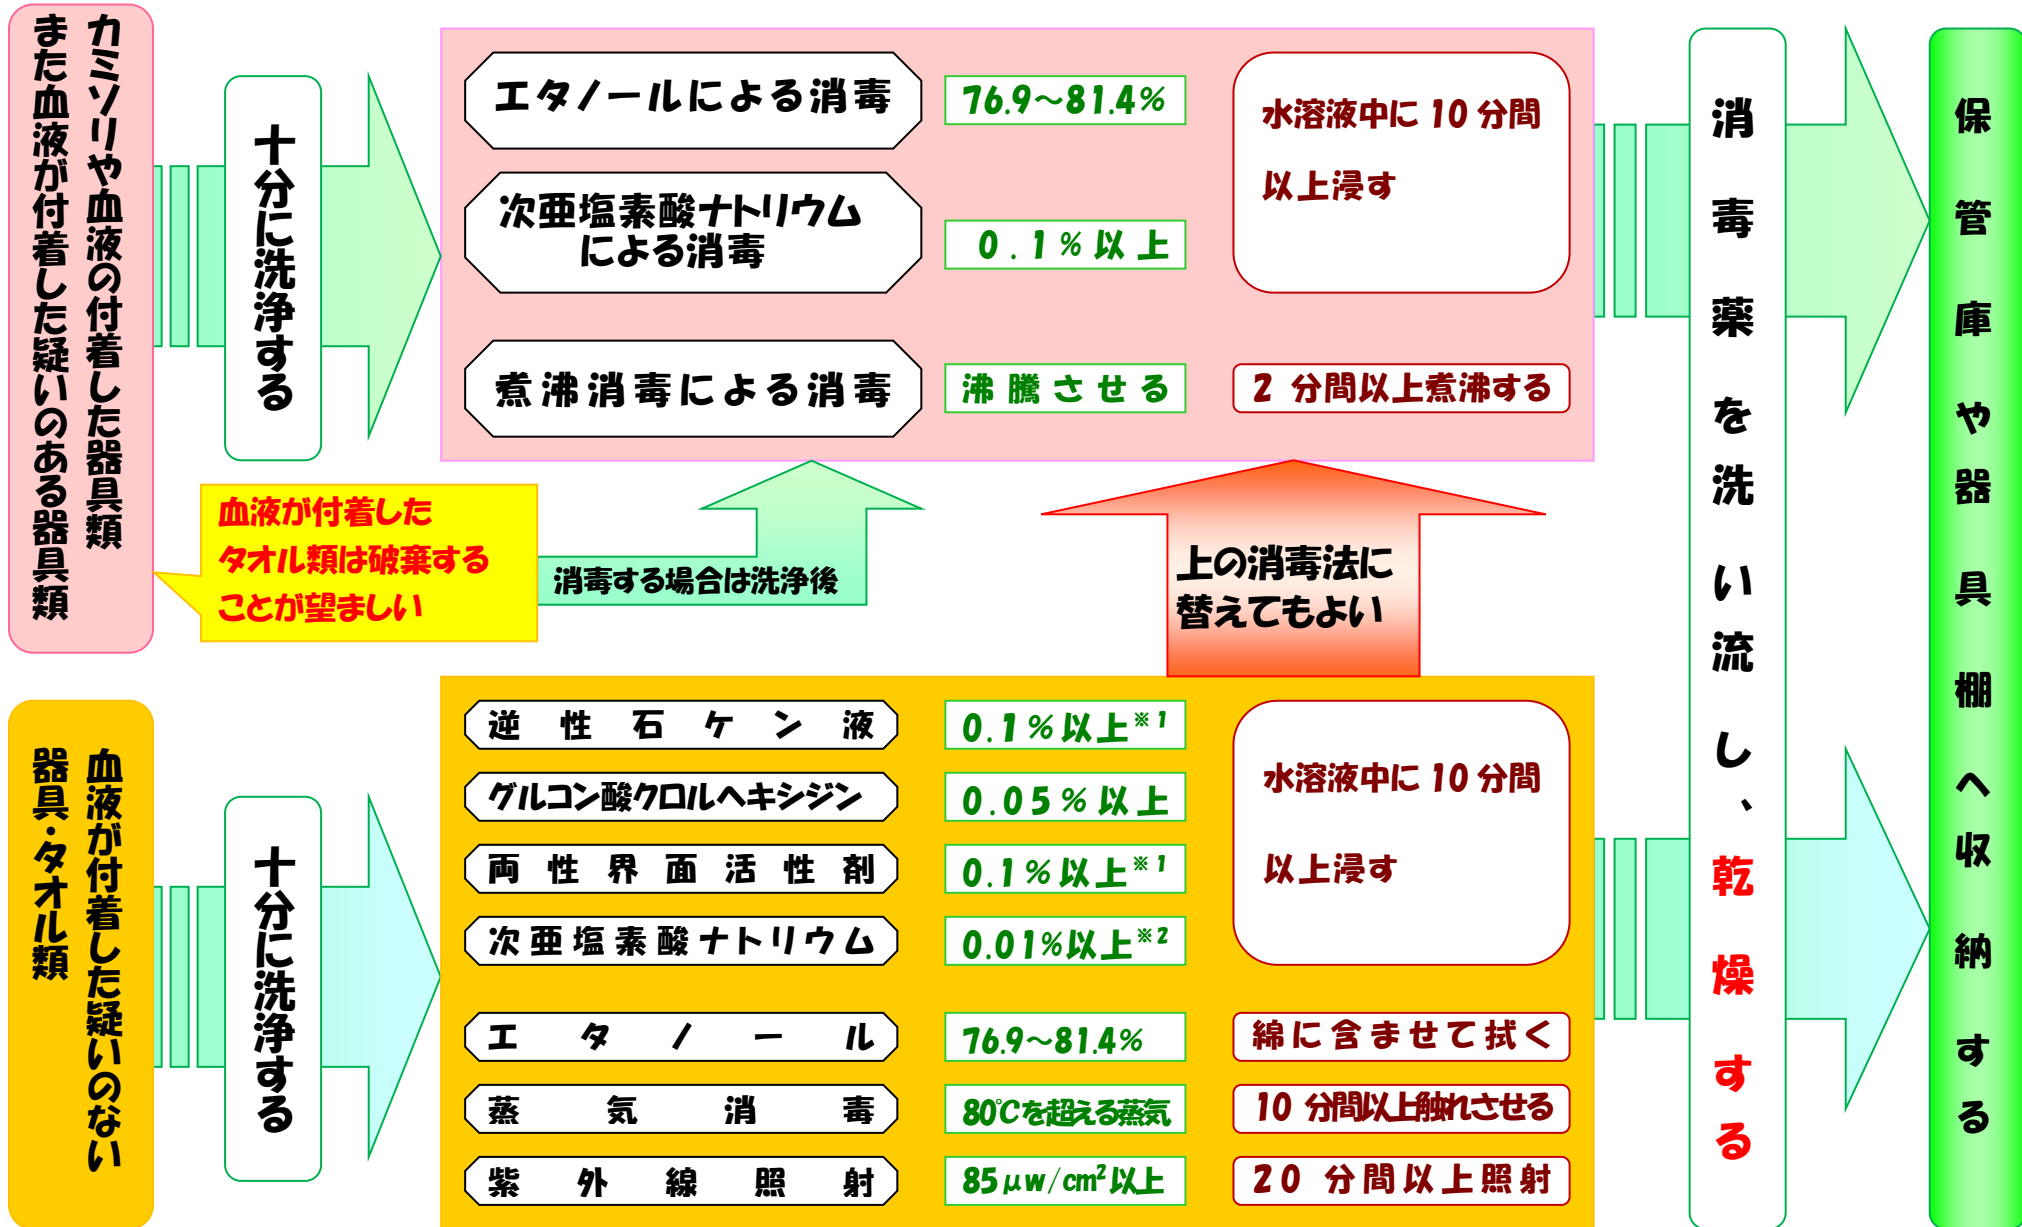 カミソリや血液の付着した器具類
また血液が付着した疑いのある器具類
十分に洗浄する
エタノールによる消毒
76.9～81.4%
次亜塩素酸ナトリウム
による消毒
0.1%以上
水溶液中に10分間
以上浸す
煮沸消毒による消毒
沸騰させる
2分間以上煮沸する
血液が付着した
タオル類は破棄する
ことが望ましい
消毒する場合は洗浄後
上の消毒法に
替えてもよい
血液が付着した疑いのない
器具・タオル類
十分に洗浄する
逆性石ケン液
0.1%以上※1
グルコン酸クロルヘキシジン
0.05%以上
両性界面活性剤
0.1%以上※1
次亜塩素酸ナトリウム
0.01%以上※2
水溶液中に10分間
以上浸す
エタノール
76.9～81.4%
綿に含ませて拭く
蒸気消毒
80℃を超える蒸気
10分間以上触れさせる
紫外線照射
85μw/cm²以上
20分間以上照射
消毒薬を洗い流し、乾燥する
保管庫や器具棚へ収納する